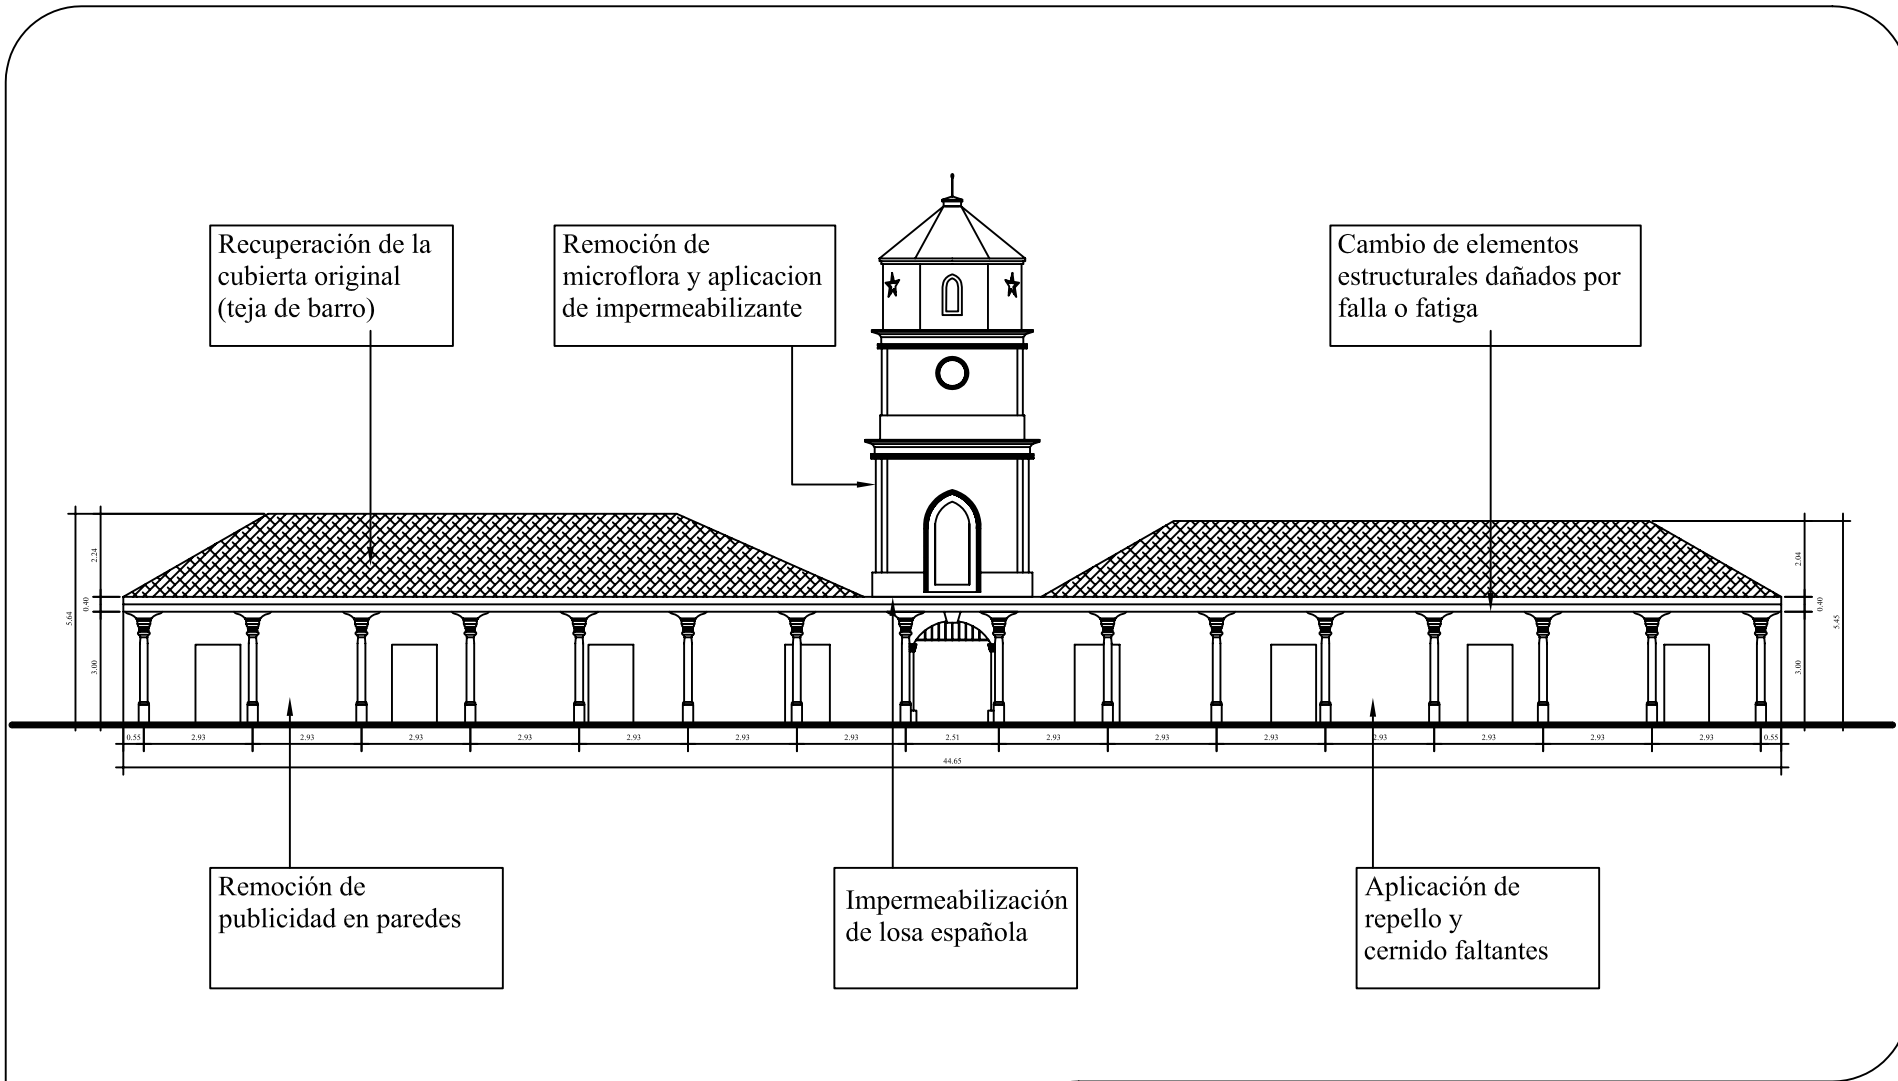 Recuperación de la
cubierta original
(teja de barro)
Remoción de
microflora y aplicacion
de impermeabilizante
Cambio de elementos
estructurales dañados por
falla o fatiga
2.24
0.40
5.64
3.00
2.04
0.40
5.45
3.00
0.55 2.93 2.93 2.93 2.93 2.93 2.93 2.93 2.51 2.93 2.93 2.93 2.93 2.93 2.93 2.93 0.55
44.65
Remoción de
publicidad en paredes
Impermeabilización
de losa española
Aplicación de
repello y
cernido faltantes